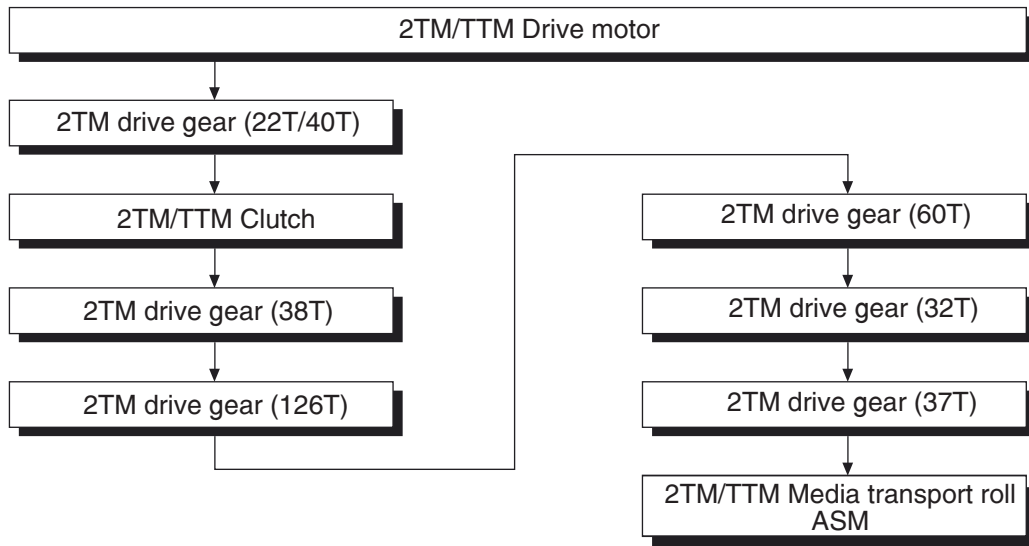 2TM/TTM Drive motor
2TM drive gear (22T/40T)
2TM/TTM Clutch
2TM drive gear (38T)
2TM drive gear (126T)
2TM drive gear (60T)
2TM drive gear (32T)
2TM drive gear (37T)
2TM/TTM Media transport roll
ASM